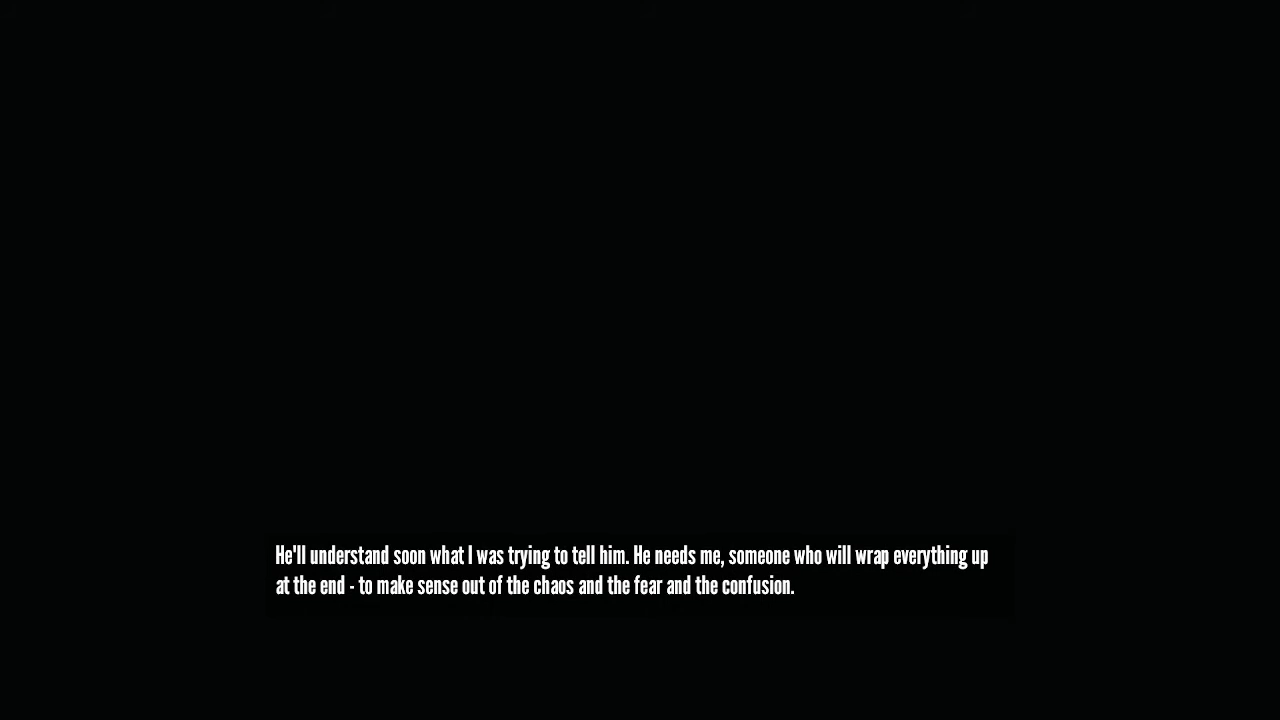 He'll understand soon what I was trying to tell him. He needs me, someone who will wrap everything up
at the end - to make sense out of the chaos and the fear and the confusion.